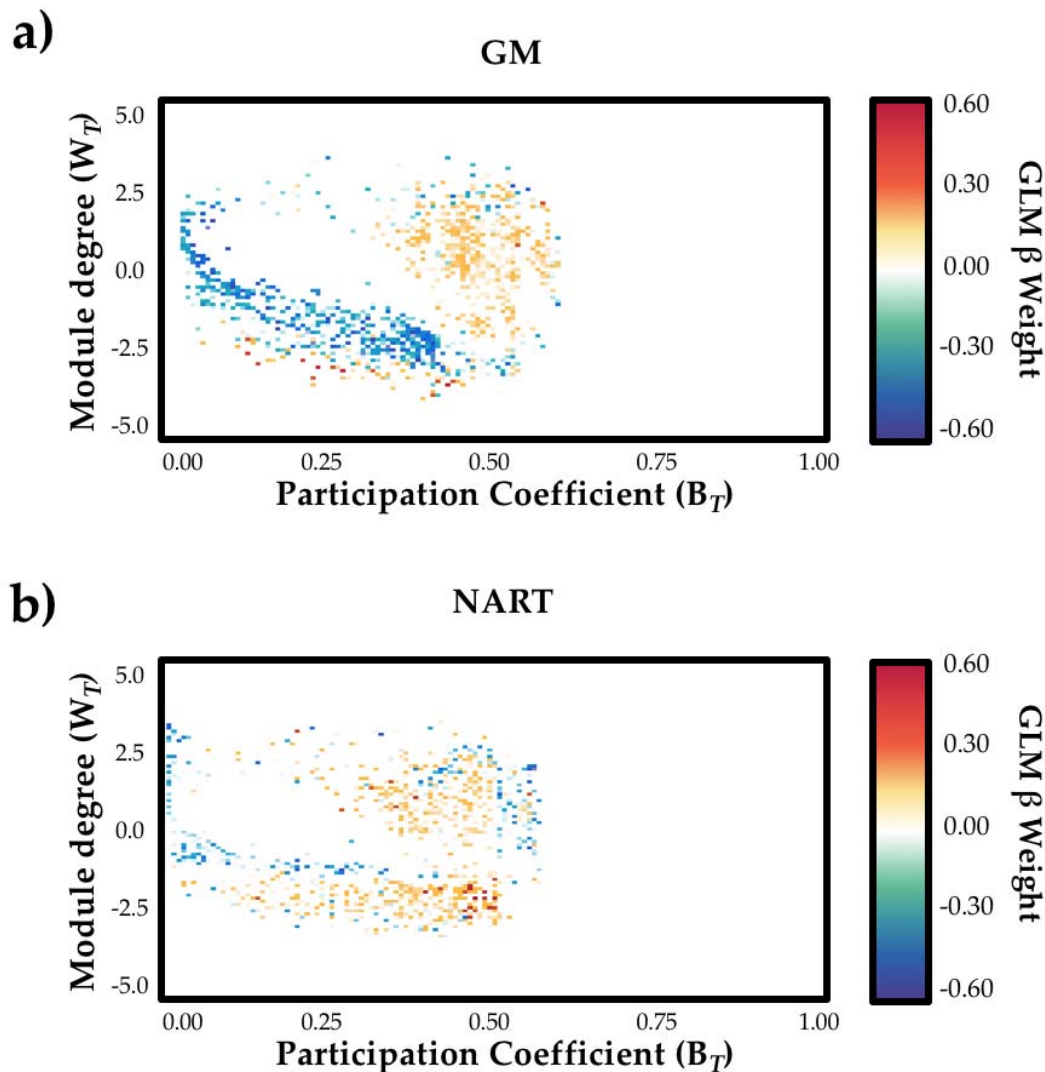 a)
GM
Module degree (W_T)
5.0
2.5
0.0
-2.5
-5.0
0.00 0.25 0.50 0.75 1.00
Participation Coefficient (B_T)
0.60
0.30
0.00
-0.30
-0.60
GLM β Weight
b)
NART
Module degree (W_T)
5.0
2.5
0.0
-2.5
-5.0
0.00 0.25 0.50 0.75 1.00
Participation Coefficient (B_T)
0.60
0.30
0.00
-0.30
-0.60
GLM β Weight